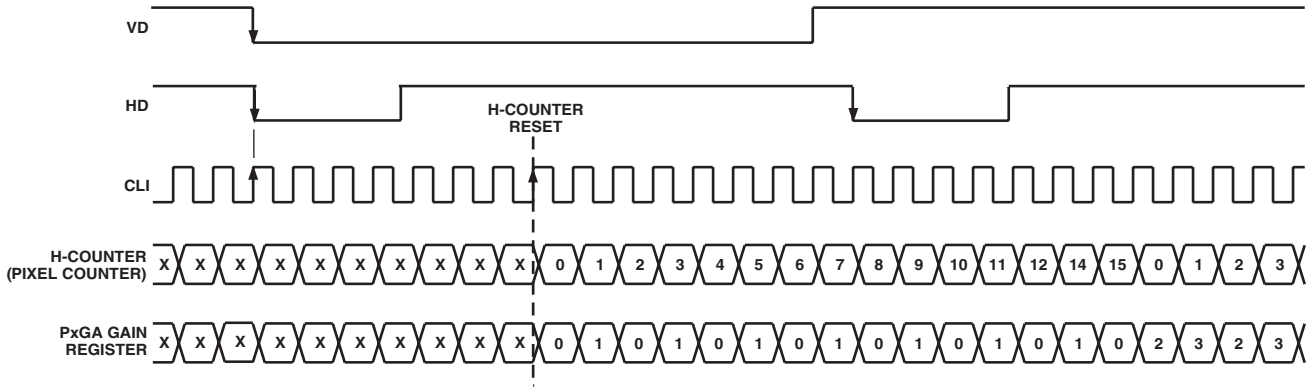 VD
HD
H-COUNTER
RESET
CLI
H-COUNTER
(PIXEL COUNTER)
X X X X X X X X X X 0 1 2 3 4 5 6 7 8 9 10 11 12 14 15 0 1 2 3
PxGA GAIN
REGISTER
X X X X X X X X X X 0 1 0 1 0 1 0 1 0 1 0 1 0 1 0 2 3 2 3